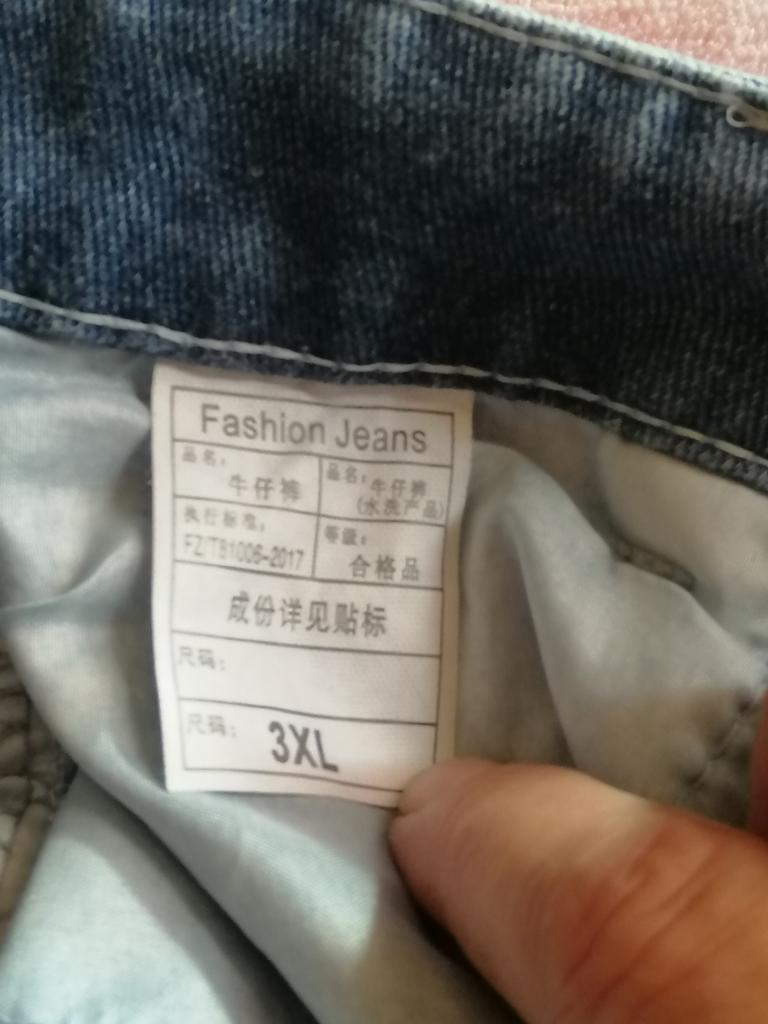 Fashion Jeans
品名：
牛仔裤
品名：牛仔裤
(水洗产品)
执行标准：
FZ/T81006-2017
等级：
合格品
成份详见贴标
尺码：
尺码：
3XL